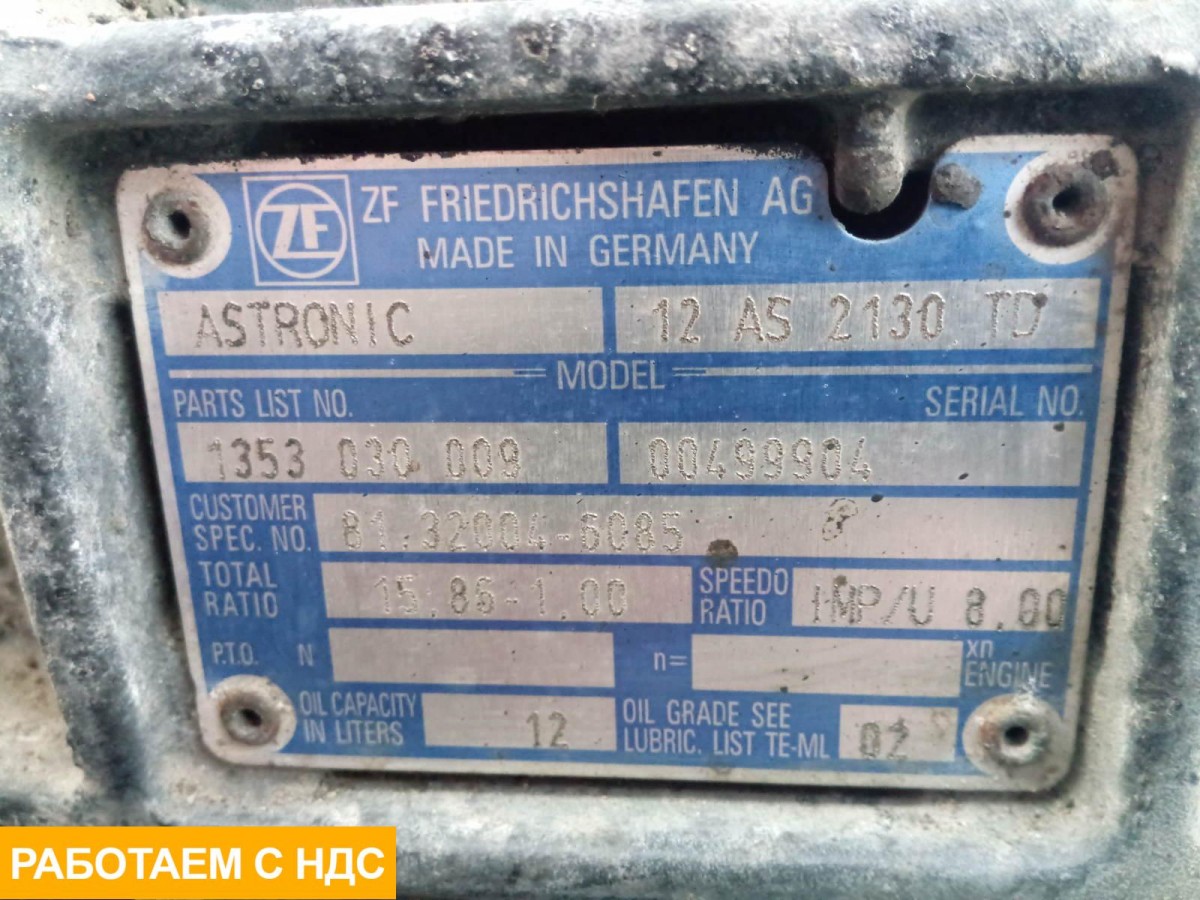 ZF
ZF FRIEDRICHSHAFEN AG
MADE IN GERMANY
ASTRONIC 12 AS 2130 TD
MODEL
PARTS LIST NO. SERIAL NO.
1353 030 009 00499904
CUSTOMER
SPEC. NO. 81.32004-6085
TOTAL
RATIO 15.86-1.00 SPEEDO
RATIO IMP/U 8.00
P.T.O. N n= xn
ENGINE
OIL CAPACITY
IN LITERS 12 OIL GRADE SEE
LUBRIC. LIST TE-ML 02
РАБОТАЕМ С НДС